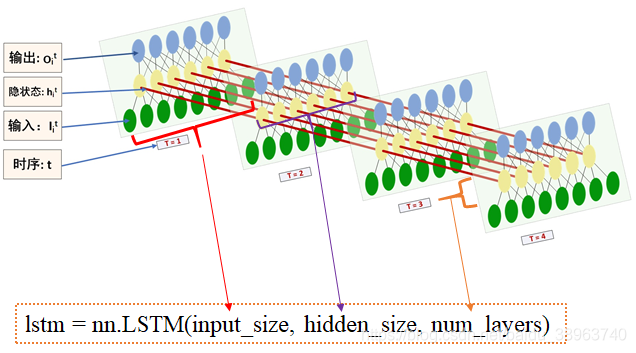 输出: oᵢᵗ
隐状态: hᵢᵗ
输入: Iᵢᵗ
时序: t
T = 1
T = 2
T = 3
T = 4
lstm = nn.LSTM(input_size, hidden_size, num_layers)